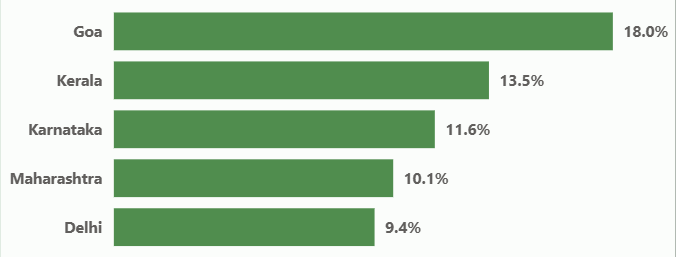 Goa 18.0%
Kerala 13.5%
Karnataka 11.6%
Maharashtra 10.1%
Delhi 9.4%